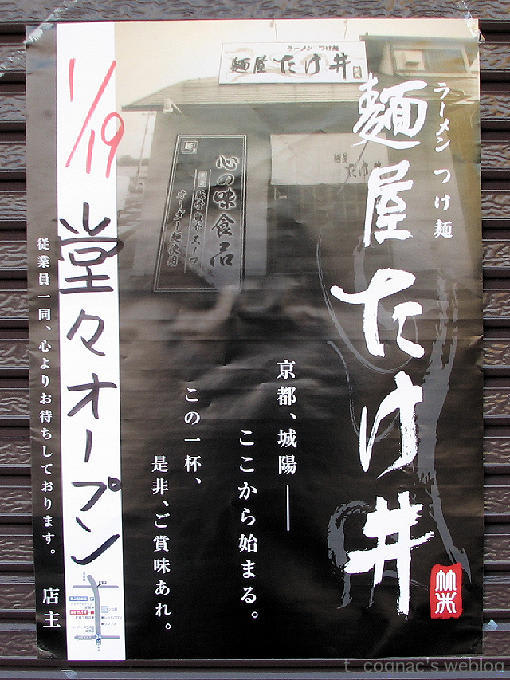 ラーメン つけ麺
麺屋 たけ井
ラーメン つけ麺
麺屋たけ井
心の味食品
京都、城陽――
ここから始まる。
この一杯、
是非、ご賞味あれ。
1/19
堂々オープン
従業員一同、心よりお待ちしております。
店主
t_cognac's weblog